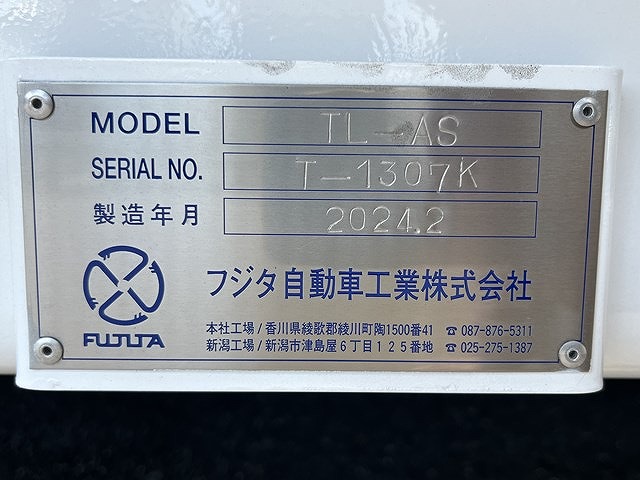 MODEL TL-AS
SERIAL NO. T-1307K
製造年月 2024.2
フジタ自動車工業株式会社
FUJITA
本社工場/香川県綾歌郡綾川町陶1500番41 ☎087-876-5311
新潟工場/新潟市津島屋6丁目125番地 ☎025-275-1387